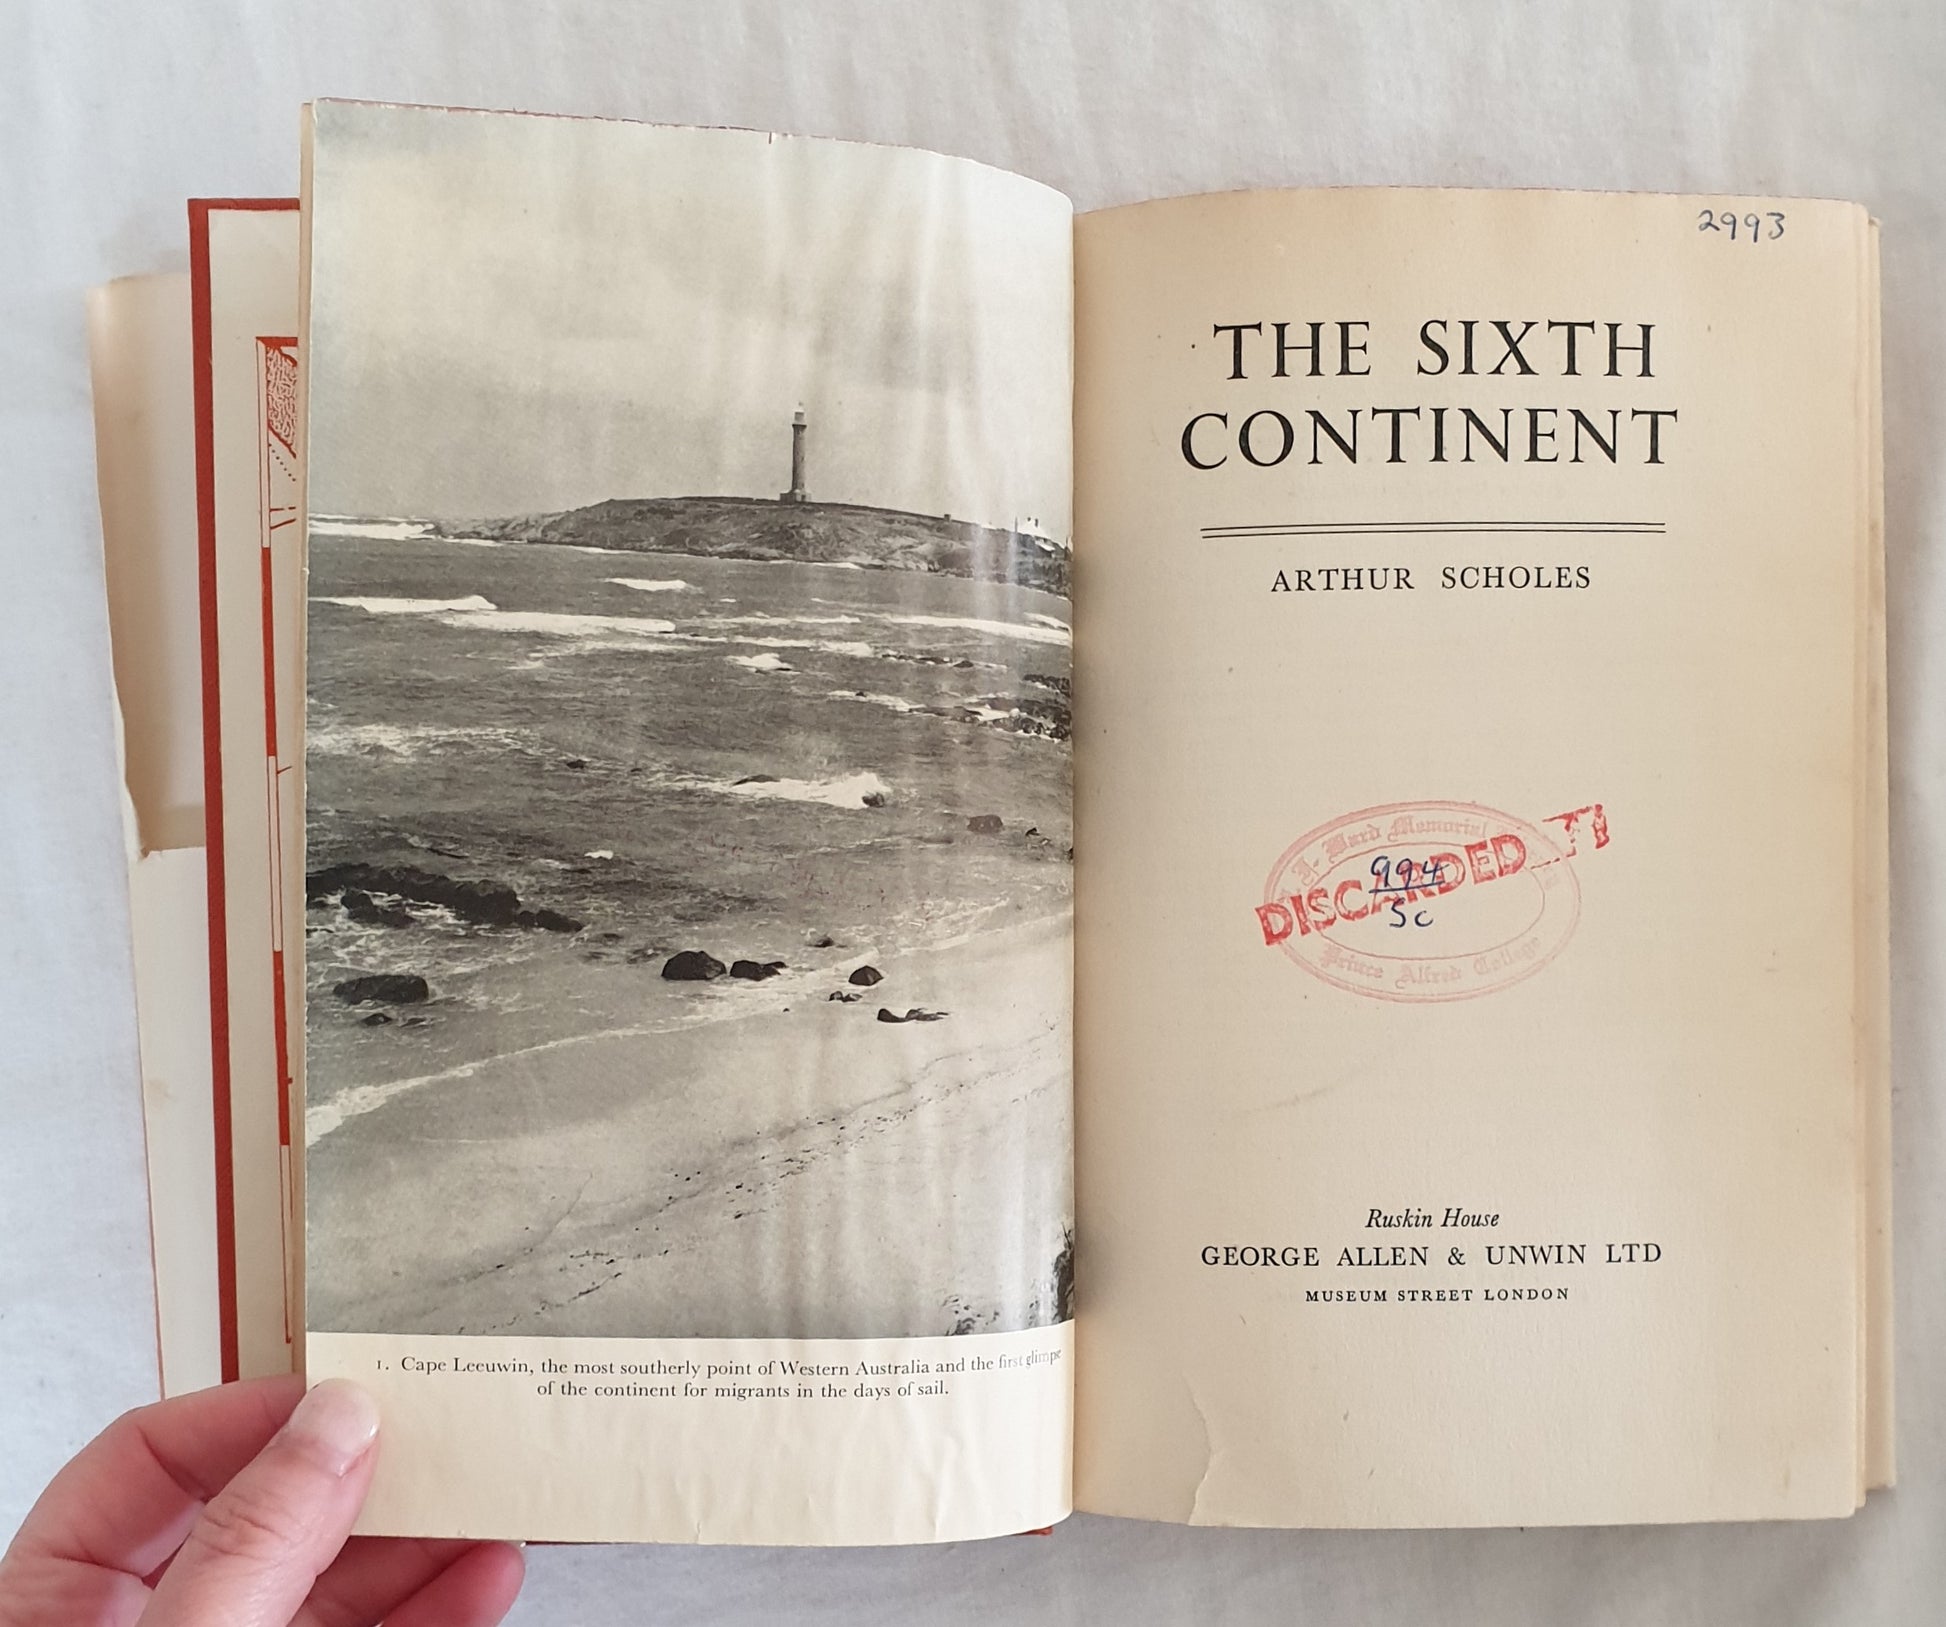 1. Cape Leeuwin, the most southerly point of Western Australia and the first glimpse
of the continent for migrants in the days of sail.
2993
THE SIXTH
CONTINENT
ARTHUR SCHOLES
Ward Memorial
DISCARDED
994
Sc
Prince Alfred College
Ruskin House
GEORGE ALLEN & UNWIN LTD
MUSEUM STREET LONDON